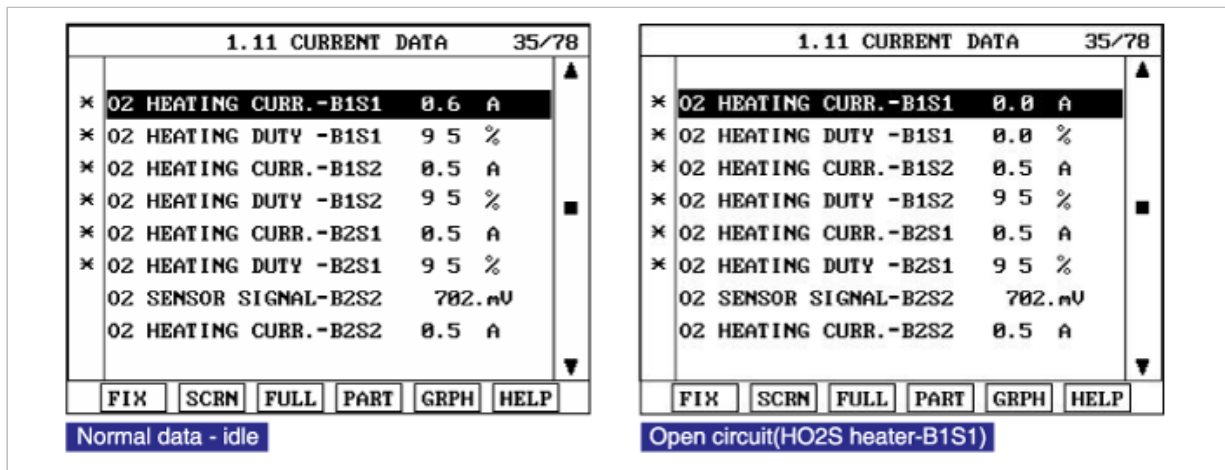 1.11 CURRENT DATA 35/78
▲
* O2 HEATING CURR.-B1S1 0.6 A
* O2 HEATING DUTY -B1S1 9 5 %
* O2 HEATING CURR.-B1S2 0.5 A
* O2 HEATING DUTY -B1S2 9 5 %
* O2 HEATING CURR.-B2S1 0.5 A
* O2 HEATING DUTY -B2S1 9 5 %
O2 SENSOR SIGNAL-B2S2 702.mV
O2 HEATING CURR.-B2S2 0.5 A
▼
FIX SCRN FULL PART GRPH HELP
Normal data - idle
1.11 CURRENT DATA 35/78
▲
* O2 HEATING CURR.-B1S1 0.0 A
* O2 HEATING DUTY -B1S1 0.0 %
* O2 HEATING CURR.-B1S2 0.5 A
* O2 HEATING DUTY -B1S2 9 5 %
* O2 HEATING CURR.-B2S1 0.5 A
* O2 HEATING DUTY -B2S1 9 5 %
O2 SENSOR SIGNAL-B2S2 702.mV
O2 HEATING CURR.-B2S2 0.5 A
▼
FIX SCRN FULL PART GRPH HELP
Open circuit(HO2S heater-B1S1)